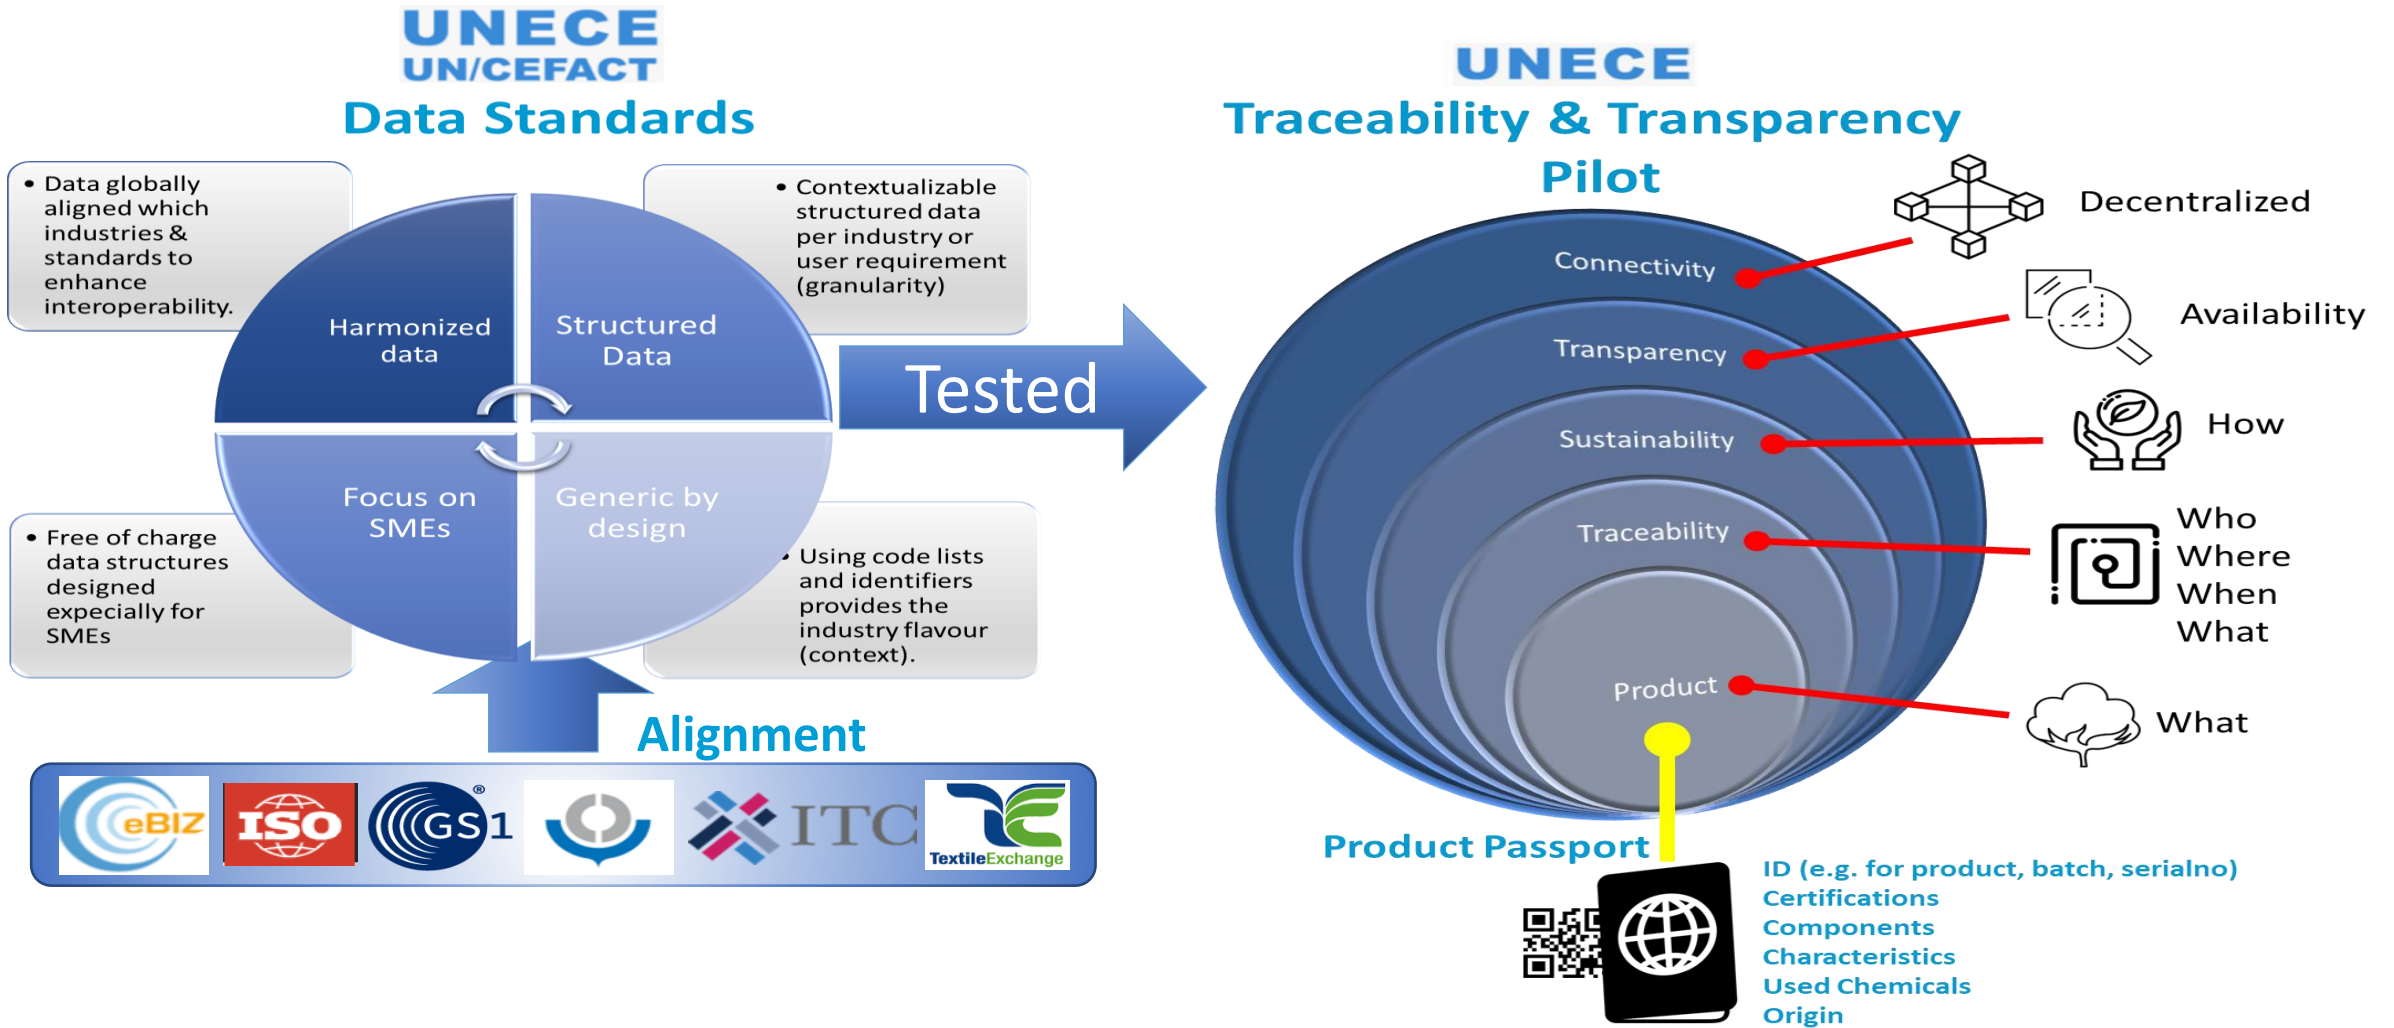 UNECE
UN/CEFACT
Data Standards
• Data globally
aligned which
industries &
standards to
enhance
interoperability.
• Contextualizable
structured data
per industry or
user requirement
(granularity)
Harmonized
data
Structured
Data
Focus on
SMEs
Generic by
design
• Free of charge
data structures
designed
expecially for
SMEs
• Using code lists
and identifiers
provides the
industry flavour
(context).
Alignment
eBIZ
ISO
GS1®
ITC
TextileExchange
Tested
UNECE
Traceability & Transparency
Pilot
Connectivity
Decentralized
Transparency
Availability
Sustainability
How
Traceability
Who
Where
When
What
Product
What
Product Passport
ID (e.g. for product, batch, serialno)
Certifications
Components
Characteristics
Used Chemicals
Origin